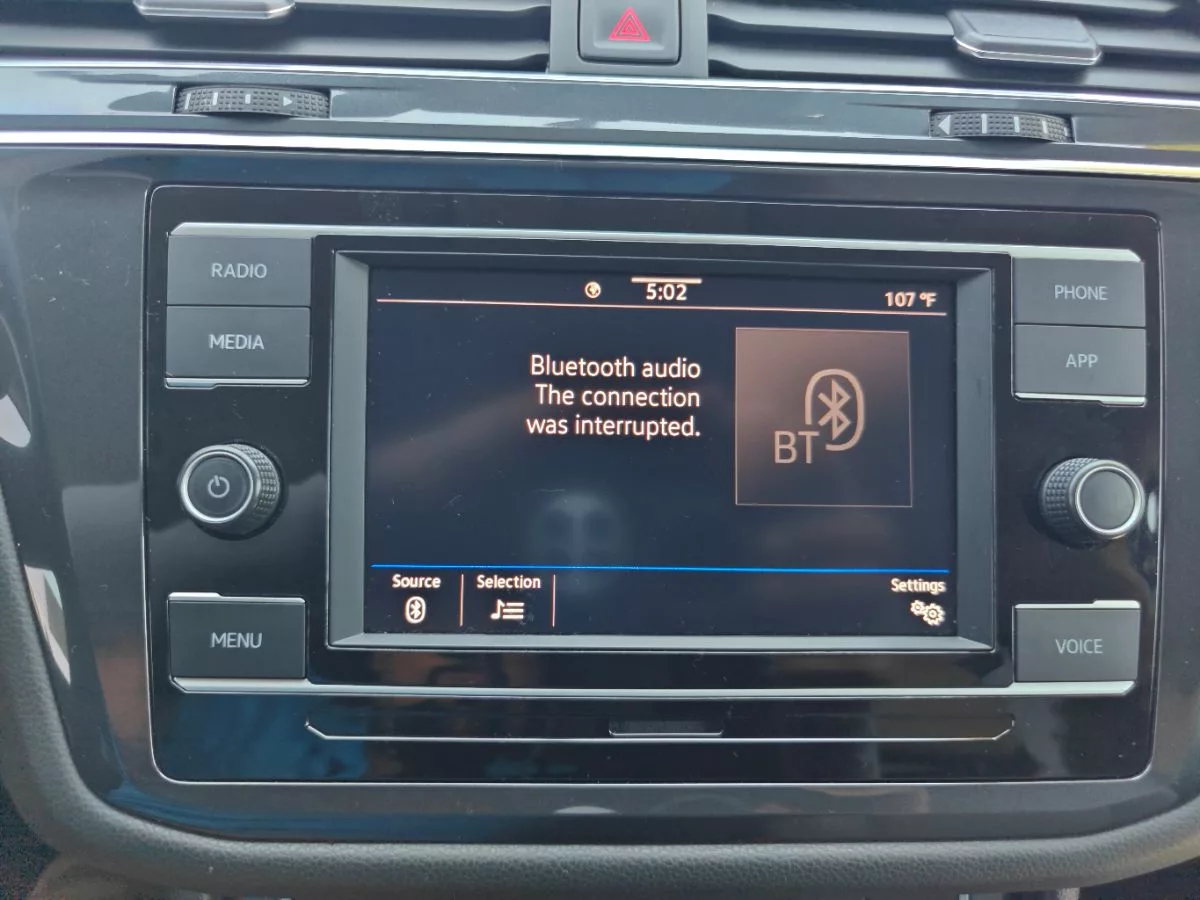 RADIO
MEDIA
MENU
5:02
107 °F
Bluetooth audio
The connection
was interrupted.
BT
Source
Selection
Settings
PHONE
APP
VOICE